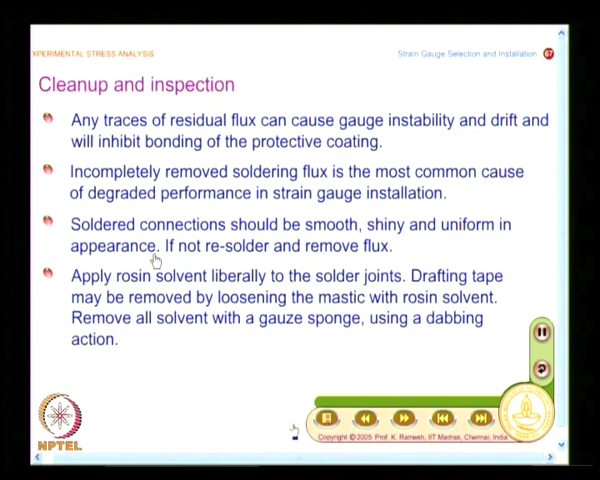 XPERIMENTAL STRESS ANALYSIS
Strain Gauge Selection and Installation 67
Cleanup and inspection
Any traces of residual flux can cause gauge instability and drift and
will inhibit bonding of the protective coating.
Incompletely removed soldering flux is the most common cause
of degraded performance in strain gauge installation.
Soldered connections should be smooth, shiny and uniform in
appearance. If not re-solder and remove flux.
Apply rosin solvent liberally to the solder joints. Drafting tape
may be removed by loosening the mastic with rosin solvent.
Remove all solvent with a gauze sponge, using a dabbing
action.
NPTEL
Copyright © 2005 Prof. K. Ramesh, IIT Madras, Chennai, India